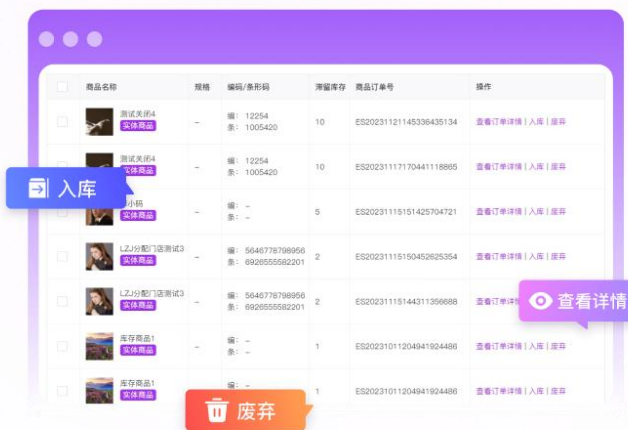 商品名称 规格 编码/条形码 滞留库存 商品订单号 操作
测试关闭4
实体商品
–
编: 12254
条: 1005420
10
ES20231121145336435134
查看订单详情 | 入库 | 废弃
测试关闭4
实体商品
–
编: 12254
条: 1005420
10
ES20231117170441118865
查看订单详情 | 入库 | 废弃
入库
小码
实体商品
–
编: –
条: –
5
ES20231115151425704721
查看订单详情 | 入库 | 废弃
LZJ分配门店测试3
实体商品
–
编: 5646778798956
条: 6926555582201
2
ES20231115150452625354
查看订单详情 | 入库 | 废弃
LZJ分配门店测试3
实体商品
–
编: 5646778798956
条: 6926555582201
2
ES20231115144311356688
查看订单详
废弃
查看详情
库存商品1
实体商品
–
编: –
条: –
1
ES20231011204941924486
查看订单详情 | 入库 | 废弃
库存商品1
实体商品
编: –
1
ES20231011204941924486
查看订单详情 | 入库 | 废弃
废弃